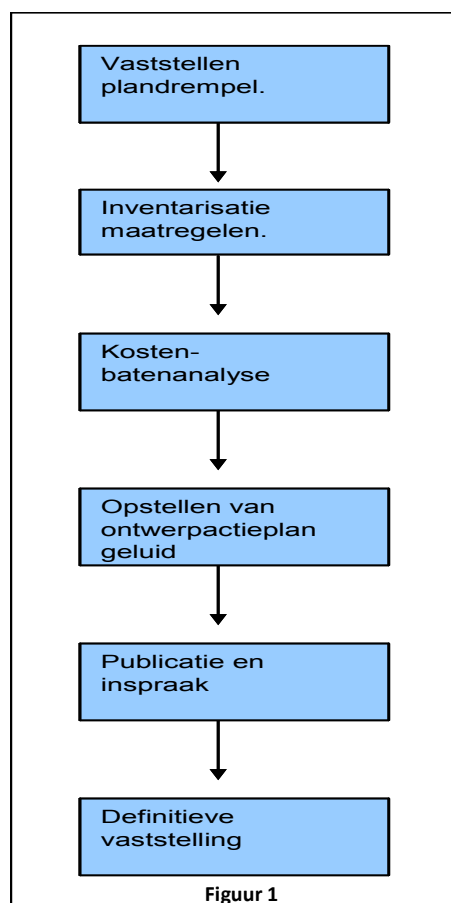 Vaststellen
plandrempel.
Inventarisatie
maatregelen.
Kosten-
batenanalyse
Opstellen van
ontwerpactieplan
geluid
Publicatie en
inspraak
Definitieve
vaststelling
Figuur 1